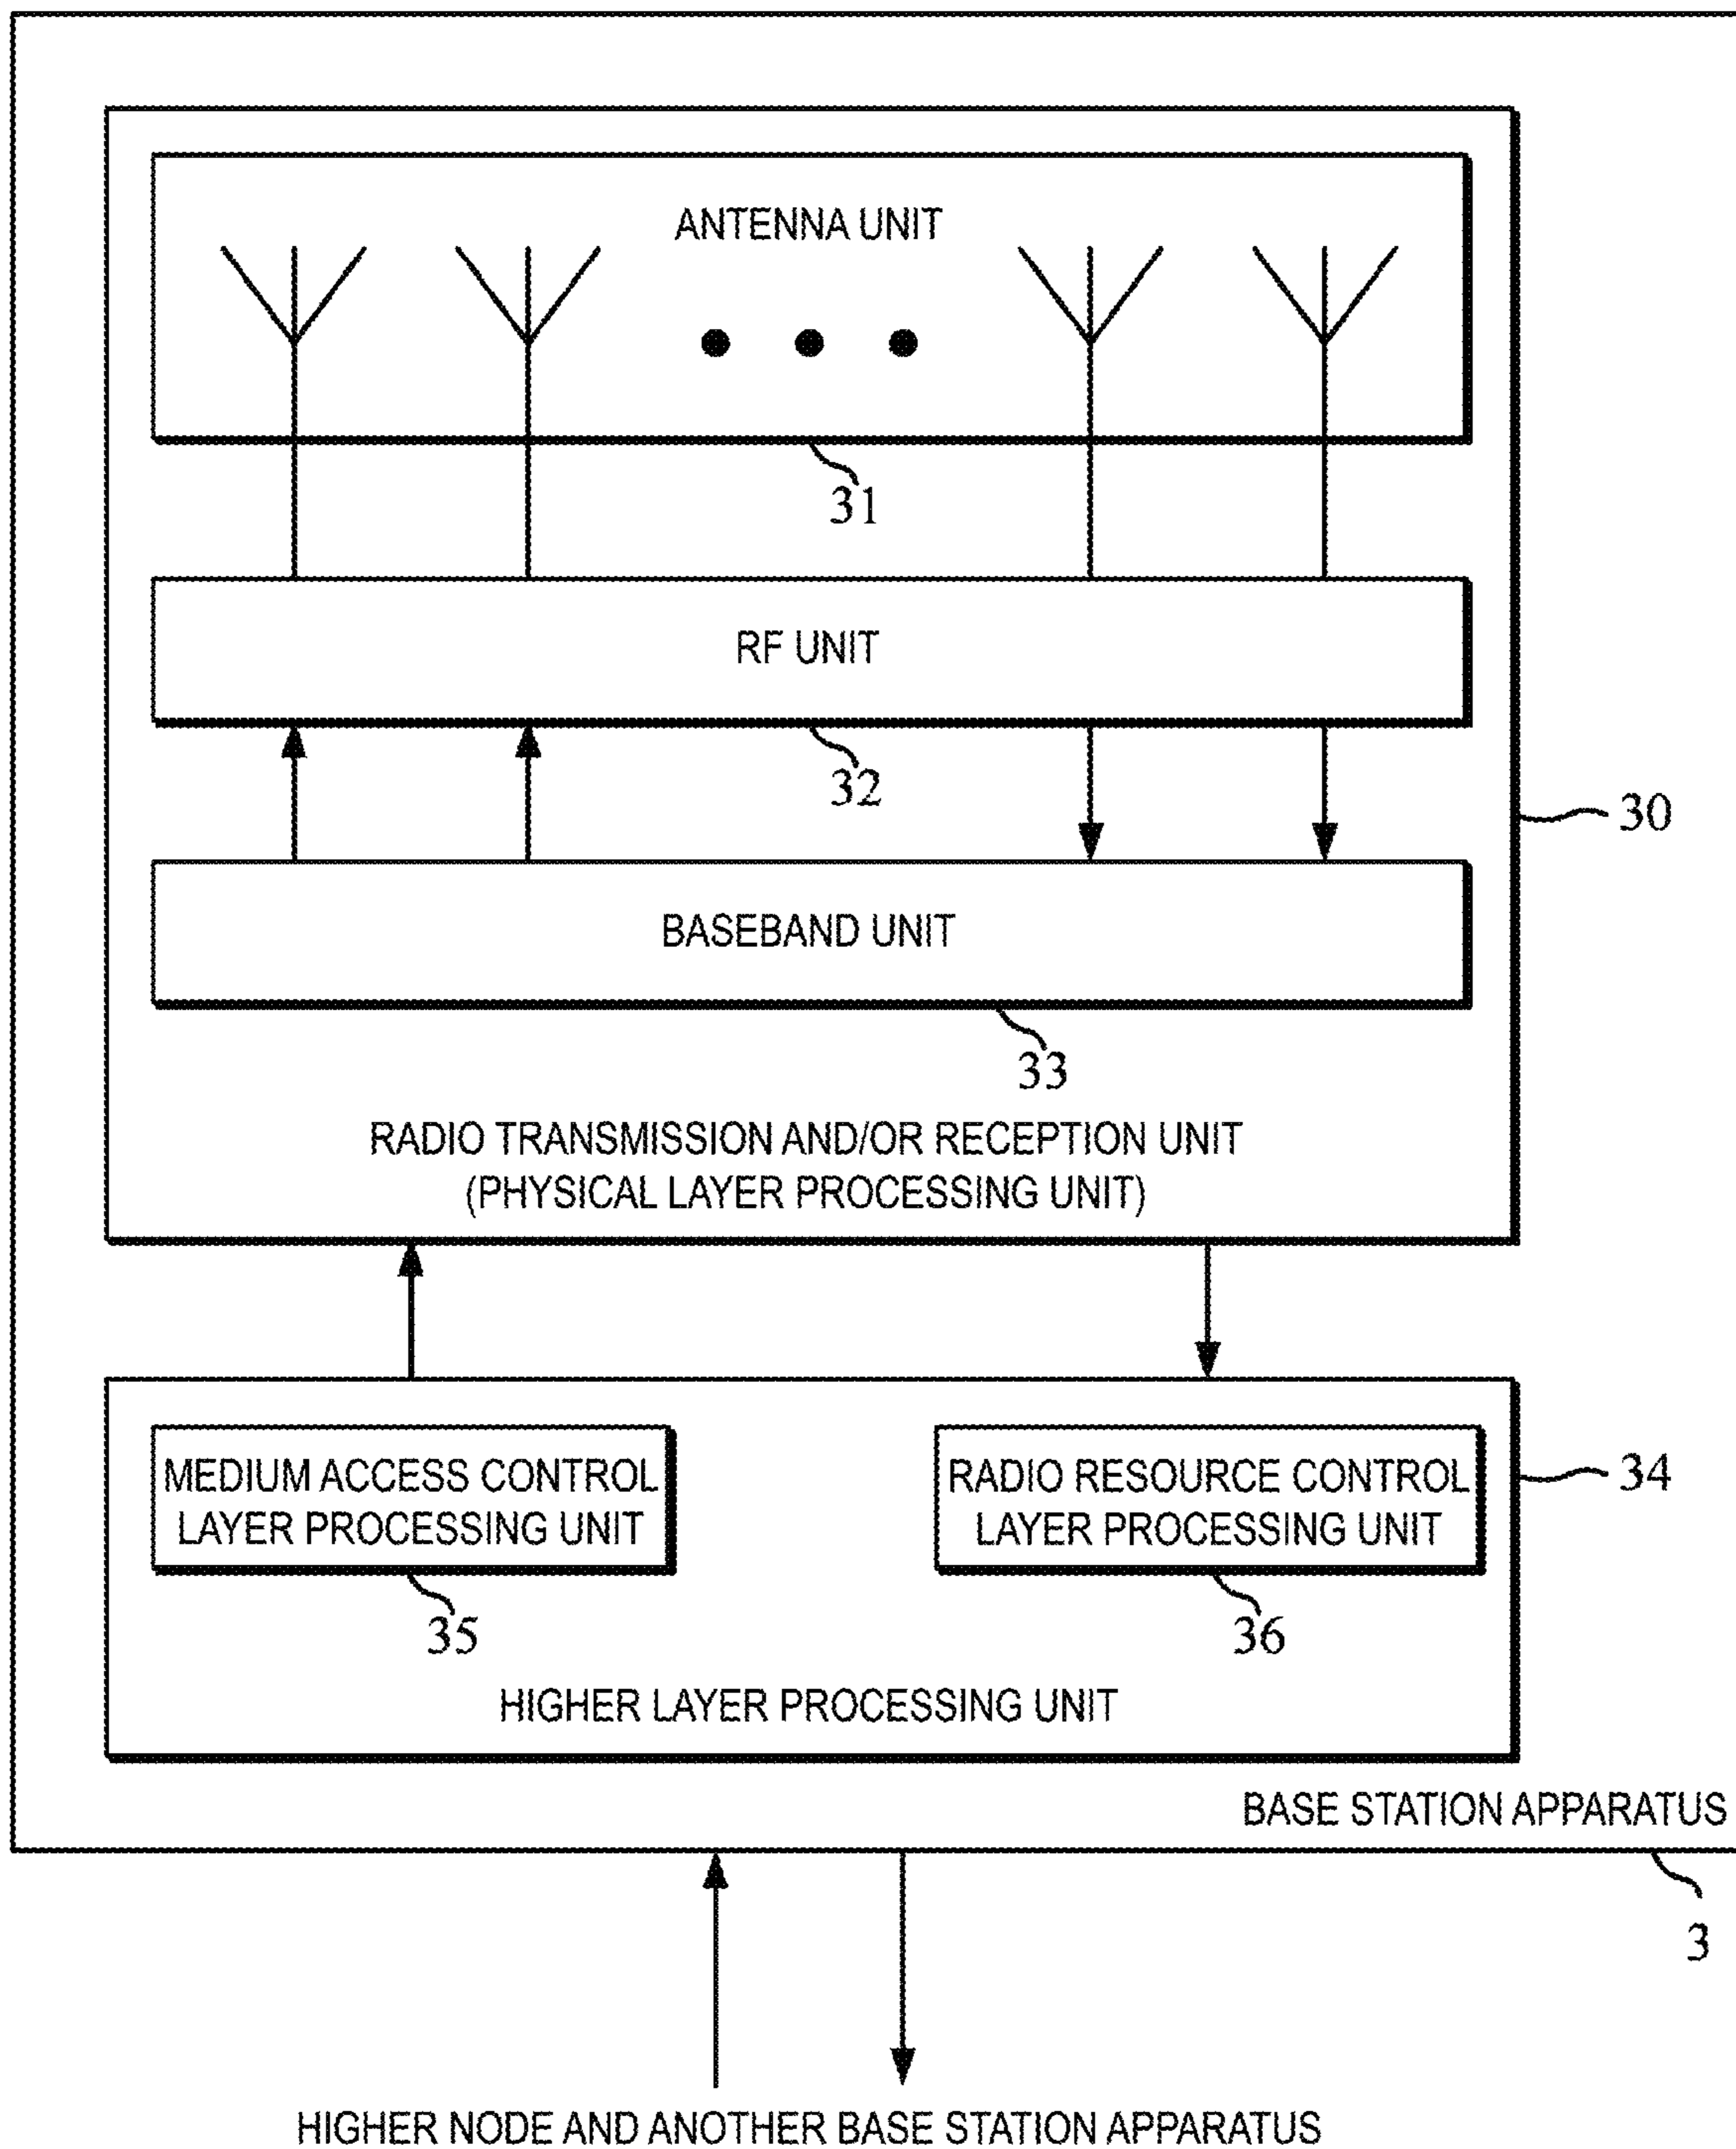 ANTENNA UNIT
31
RF UNIT
32
30
BASEBAND UNIT
33
RADIO TRANSMISSION AND/OR RECEPTION UNIT
(PHYSICAL LAYER PROCESSING UNIT)
MEDIUM ACCESS CONTROL
LAYER PROCESSING UNIT
35
RADIO RESOURCE CONTROL
LAYER PROCESSING UNIT
36
34
HIGHER LAYER PROCESSING UNIT
BASE STATION APPARATUS
3
HIGHER NODE AND ANOTHER BASE STATION APPARATUS